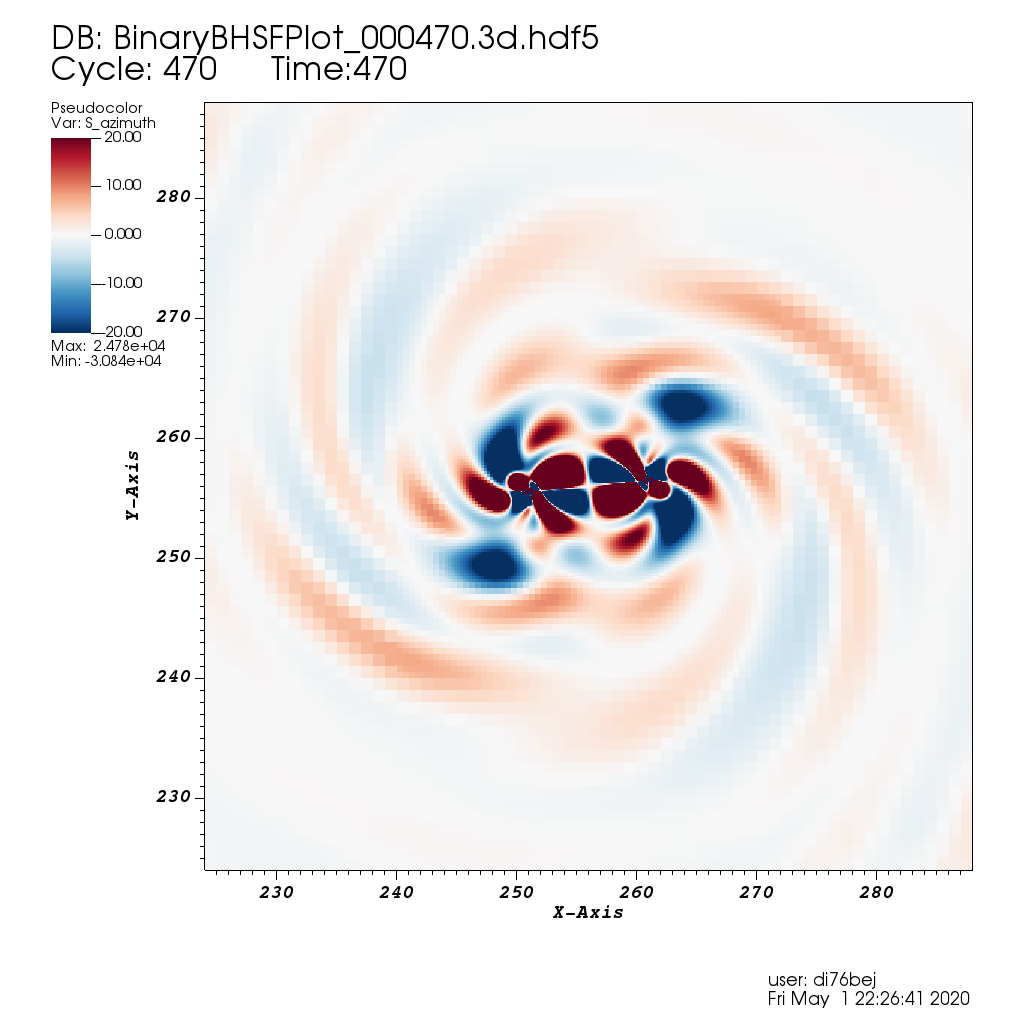 DB: BinaryBHSFPlot_000470.3d.hdf5
Cycle: 470 Time:470
Pseudocolor
Var: S_azimuth
20.00
10.00
0.000
-10.00
-20.00
Max: 2.478e+04
Min: -3.084e+04
280
270
260
250
240
230
Y-Axis
230 240 250 260 270 280
X-Axis
user: di76bej
Fri May 1 22:26:41 2020